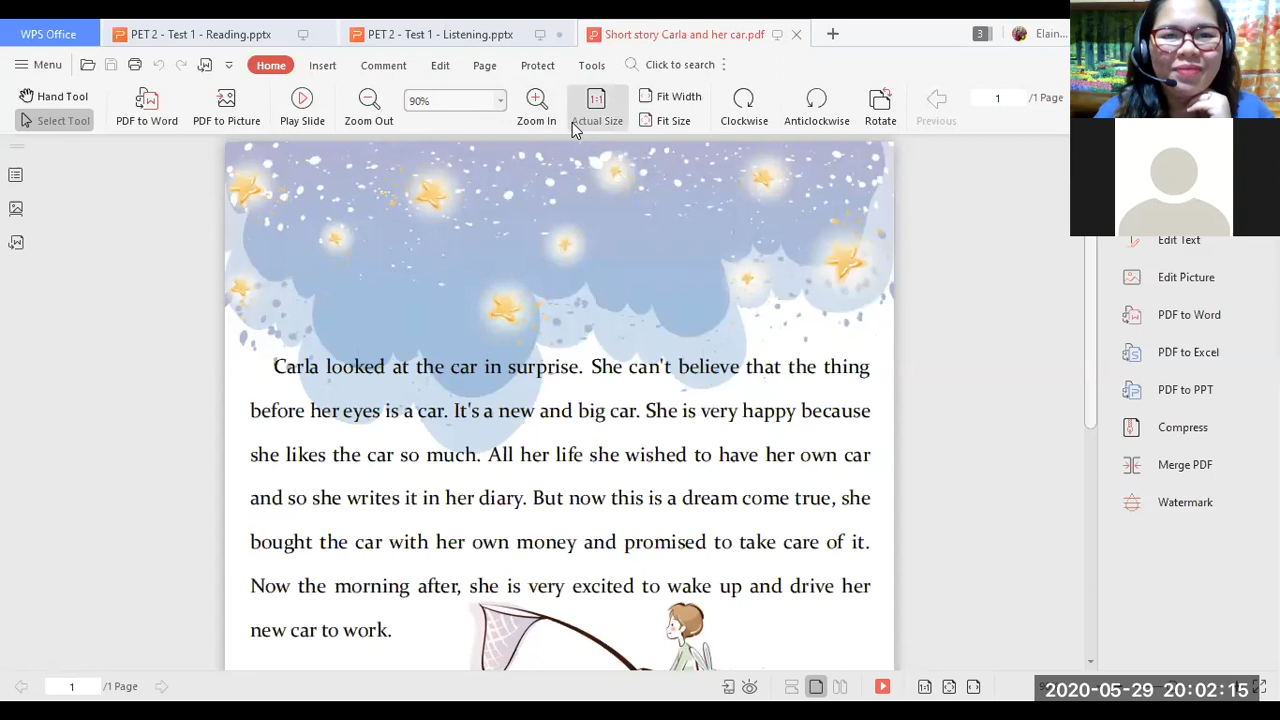 WPS Office
PET 2 - Test 1 - Reading.pptx
PET 2 - Test 1 - Listening.pptx
Short story Carla and her car.pdf
3
Elain...
Menu
Home
Insert
Comment
Edit
Page
Protect
Tools
Click to search
Hand Tool
Select Tool
PDF to Word
PDF to Picture
Play Slide
Zoom Out
90%
Zoom In
1:1
Actual Size
Fit Width
Fit Size
Clockwise
Anticlockwise
Rotate
Previous
1
/1 Page
Carla looked at the car in surprise. She can't believe that the thing
before her eyes is a car. It's a new and big car. She is very happy because
she likes the car so much. All her life she wished to have her own car
and so she writes it in her diary. But now this is a dream come true, she
bought the car with her own money and promised to take care of it.
Now the morning after, she is very excited to wake up and drive her
new car to work.
Edit Text
Edit Picture
PDF to Word
PDF to Excel
PDF to PPT
Compress
Merge PDF
Watermark
1
/1 Page
2020-05-29 20:02:15